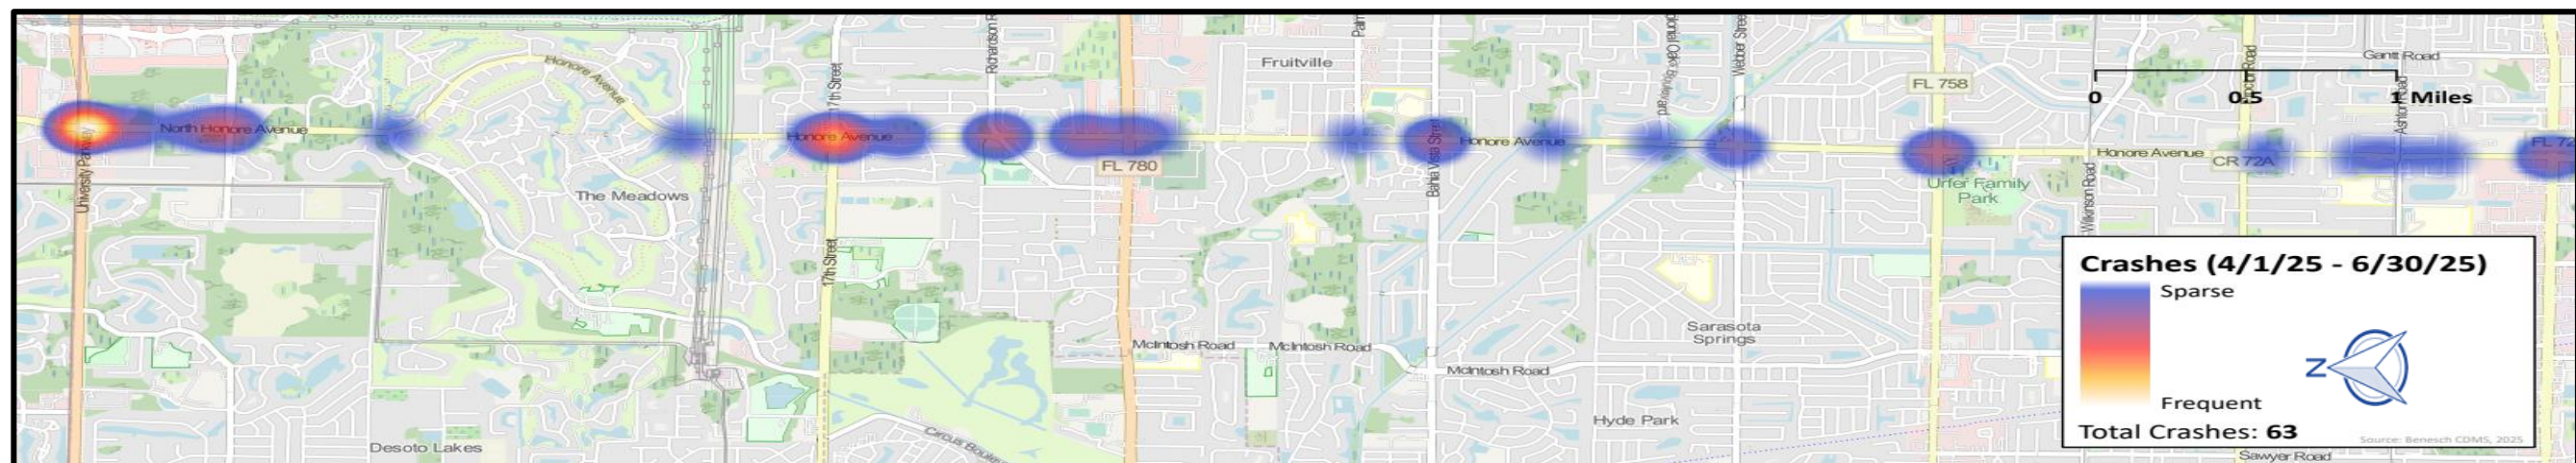 Honore Avenue
Richardson R
Fruitville
Webber Street
FL 758
Gantt Road
0
0.5
1 Miles
17th Street
North Honore Avenue
Honore Avenue
Honore Avenue
Honore Avenue
CR 72A
FL 72
Ashton Road
University Parkway
Bahia Vista Street
FL 780
The Meadows
Urfer Family
Park
Wilkinson Road
17th Street
Crashes (4/1/25 - 6/30/25)
Sparse
Frequent
Total Crashes: 63
Source: Benesch CDMS, 2025
Z
Sarasota
Springs
McIntosh Road
McIntosh Road
McIntosh Road
Hyde Park
Desoto Lakes
Sawyer Road